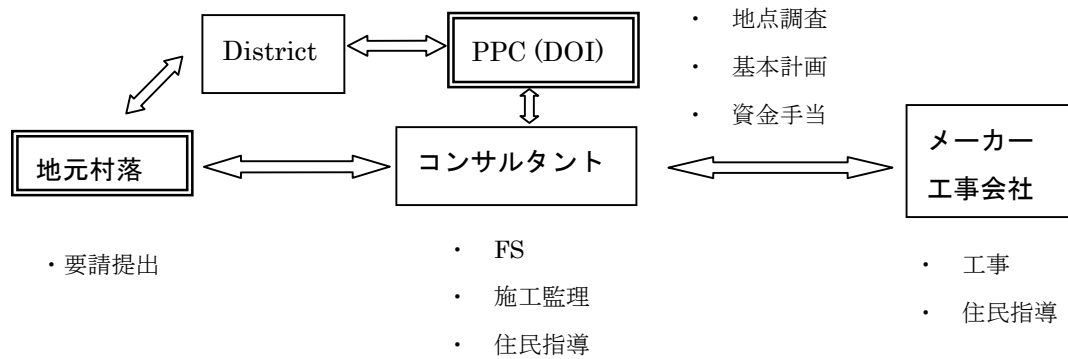 District
PPC (DOI)
・ 地点調査
・ 基本計画
・ 資金手当
地元村落
コンサルタント
メーカー
工事会社
・要請提出
・ FS
・ 施工監理
・ 住民指導
・ 工事
・ 住民指導